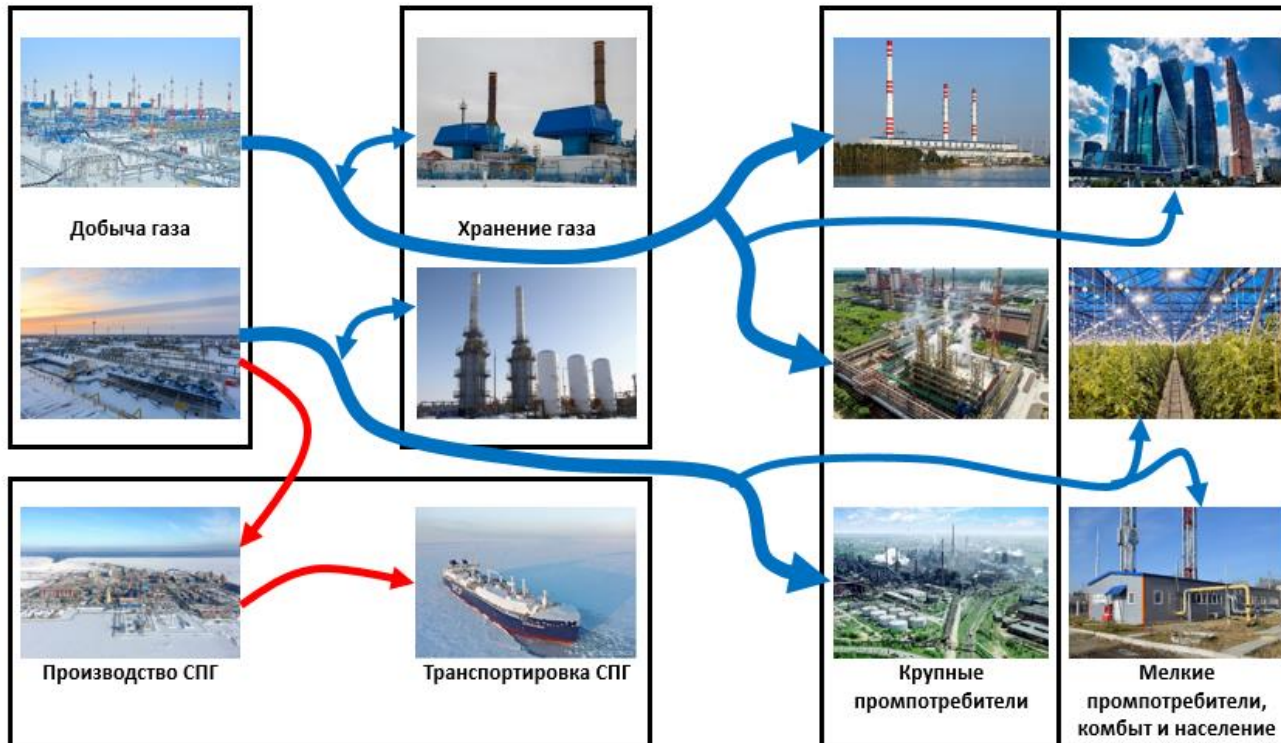 Добыча газа
Хранение газа
Производство СПГ
Транспортировка СПГ
Крупные
промпотребители
Мелкие
промпотребители,
комбыт и население